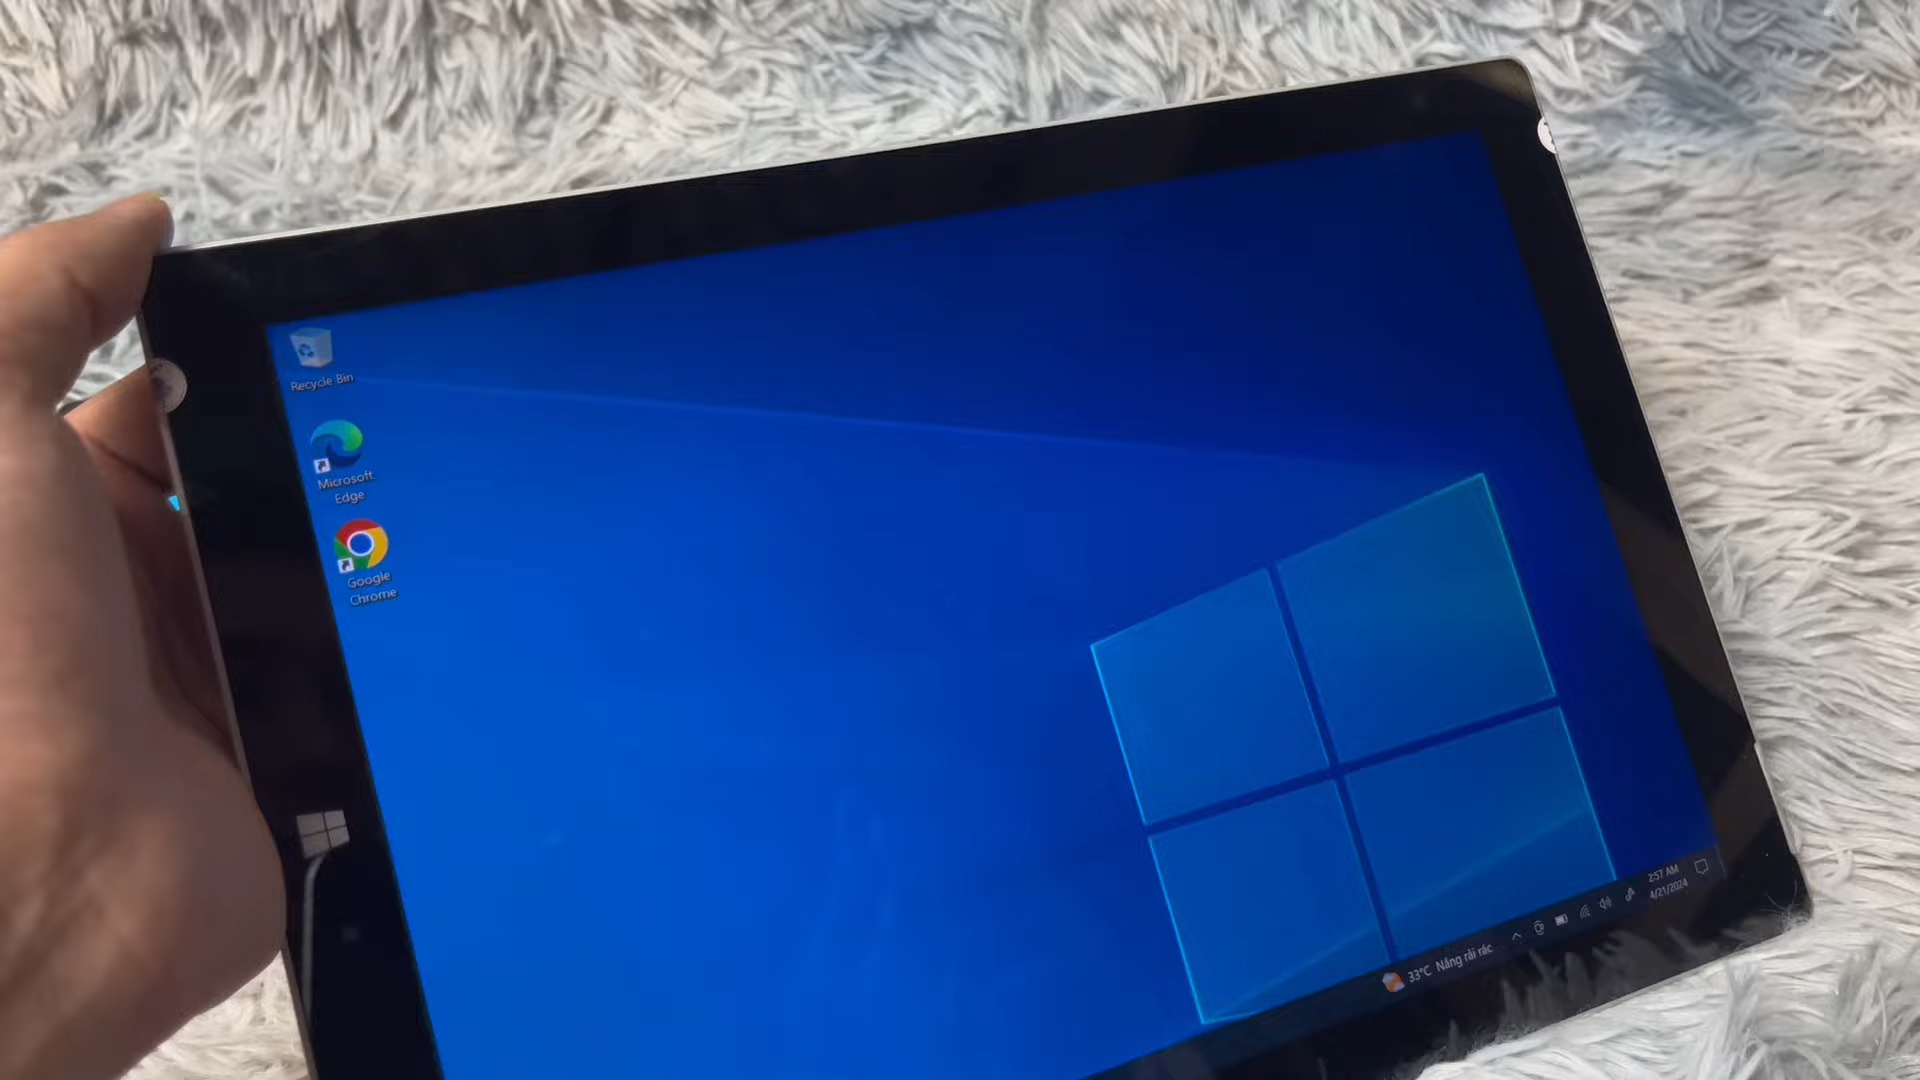 Recycle Bin
Microsoft
Edge
Google
Chrome
33°C Nắng rải rác
2:57 AM
4/21/2024